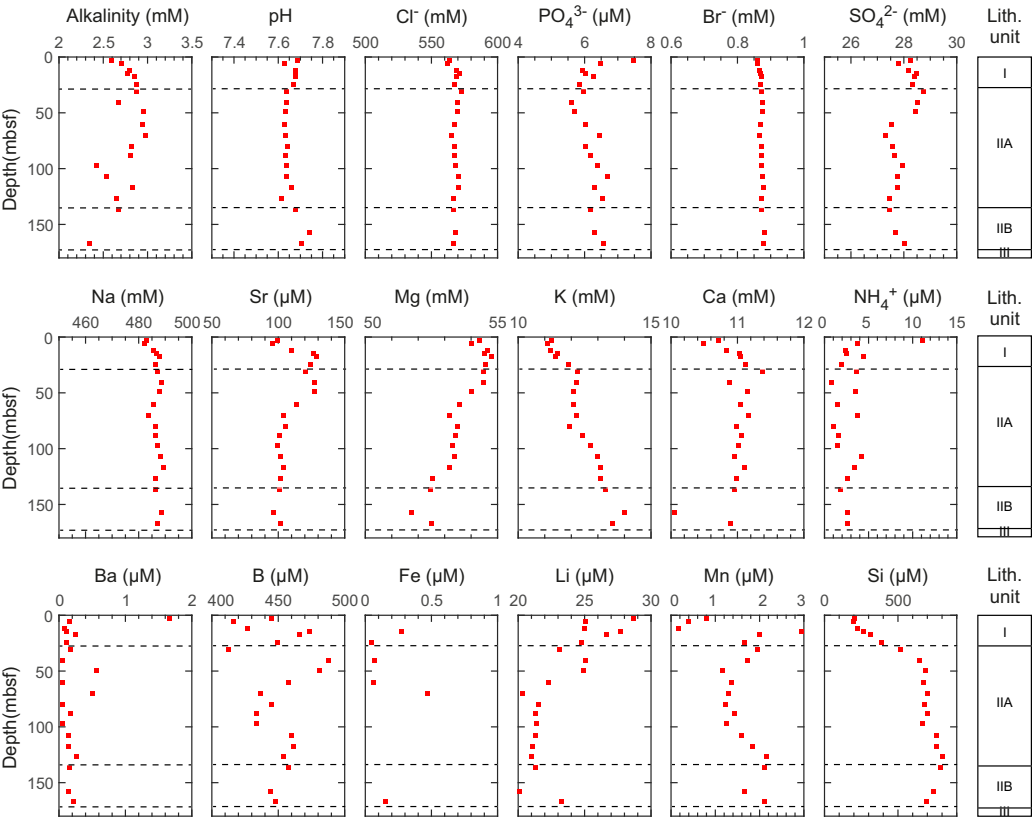 Alkalinity (mM) pH Cl⁻ (mM) PO₄³⁻ (µM) Br⁻ (mM) SO₄²⁻ (mM) Lith. unit
2 2.5 3 3.5 7.4 7.6 7.8 500 550 600 4 6 8 0.6 0.8 1 26 28 30
0
50
100
150
Depth(mbsf)
I
IIA
IIB
III
Na (mM) Sr (µM) Mg (mM) K (mM) Ca (mM) NH₄⁺ (µM) Lith. unit
460 480 500 50 100 150 50 55 10 15 10 11 12 0 5 10 15
0
50
100
150
Depth(mbsf)
I
IIA
IIB
III
Ba (µM) B (µM) Fe (µM) Li (µM) Mn (µM) Si (µM) Lith. unit
0 1 2 400 450 500 0 0.5 1 20 25 30 0 1 2 3 0 500
0
50
100
150
Depth(mbsf)
I
IIA
IIB
III